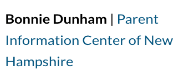 Bonnie Dunham | Parent
Information Center of New
Hampshire